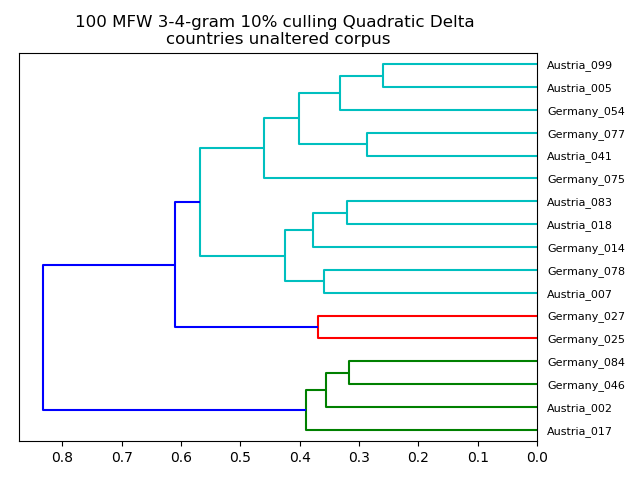 100 MFW 3-4-gram 10% culling Quadratic Delta
countries unaltered corpus
Austria_099
Austria_005
Germany_054
Germany_077
Austria_041
Germany_075
Austria_083
Austria_018
Germany_014
Germany_078
Austria_007
Germany_027
Germany_025
Germany_084
Germany_046
Austria_002
Austria_017
0.8 0.7 0.6 0.5 0.4 0.3 0.2 0.1 0.0